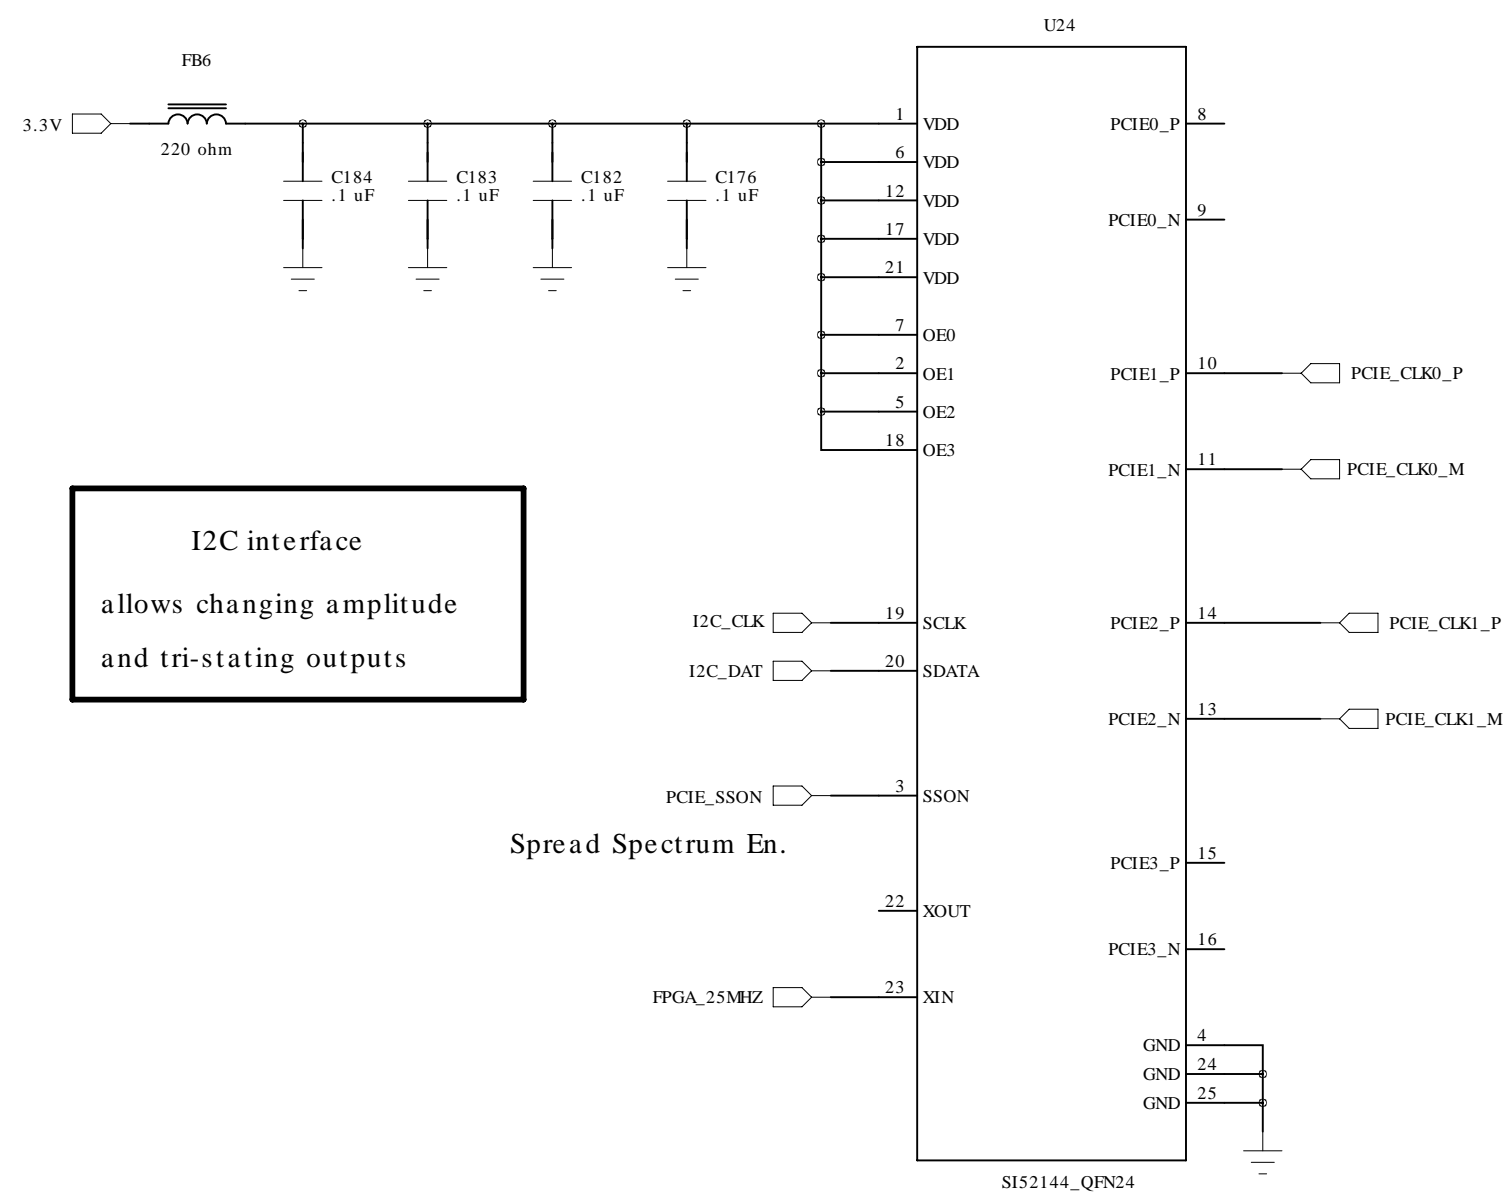 U24
FB6
3.3V
220 ohm
C184
.1 uF
C183
.1 uF
C182
.1 uF
C176
.1 uF
1 VDD
6 VDD
12 VDD
17 VDD
21 VDD
7 OE0
2 OE1
5 OE2
18 OE3
I2C_CLK 19 SCLK
I2C_DAT 20 SDATA
PCIE_SSON 3 SSON
Spread Spectrum En.
22 XOUT
FPGA_25MHZ 23 XIN
I2C interface
allows changing amplitude
and tri-stating outputs
PCIE0_P 8
PCIE0_N 9
PCIE1_P 10 PCIE_CLK0_P
PCIE1_N 11 PCIE_CLK0_M
PCIE2_P 14 PCIE_CLK1_P
PCIE2_N 13 PCIE_CLK1_M
PCIE3_P 15
PCIE3_N 16
GND 4
GND 24
GND 25
SI52144_QFN24